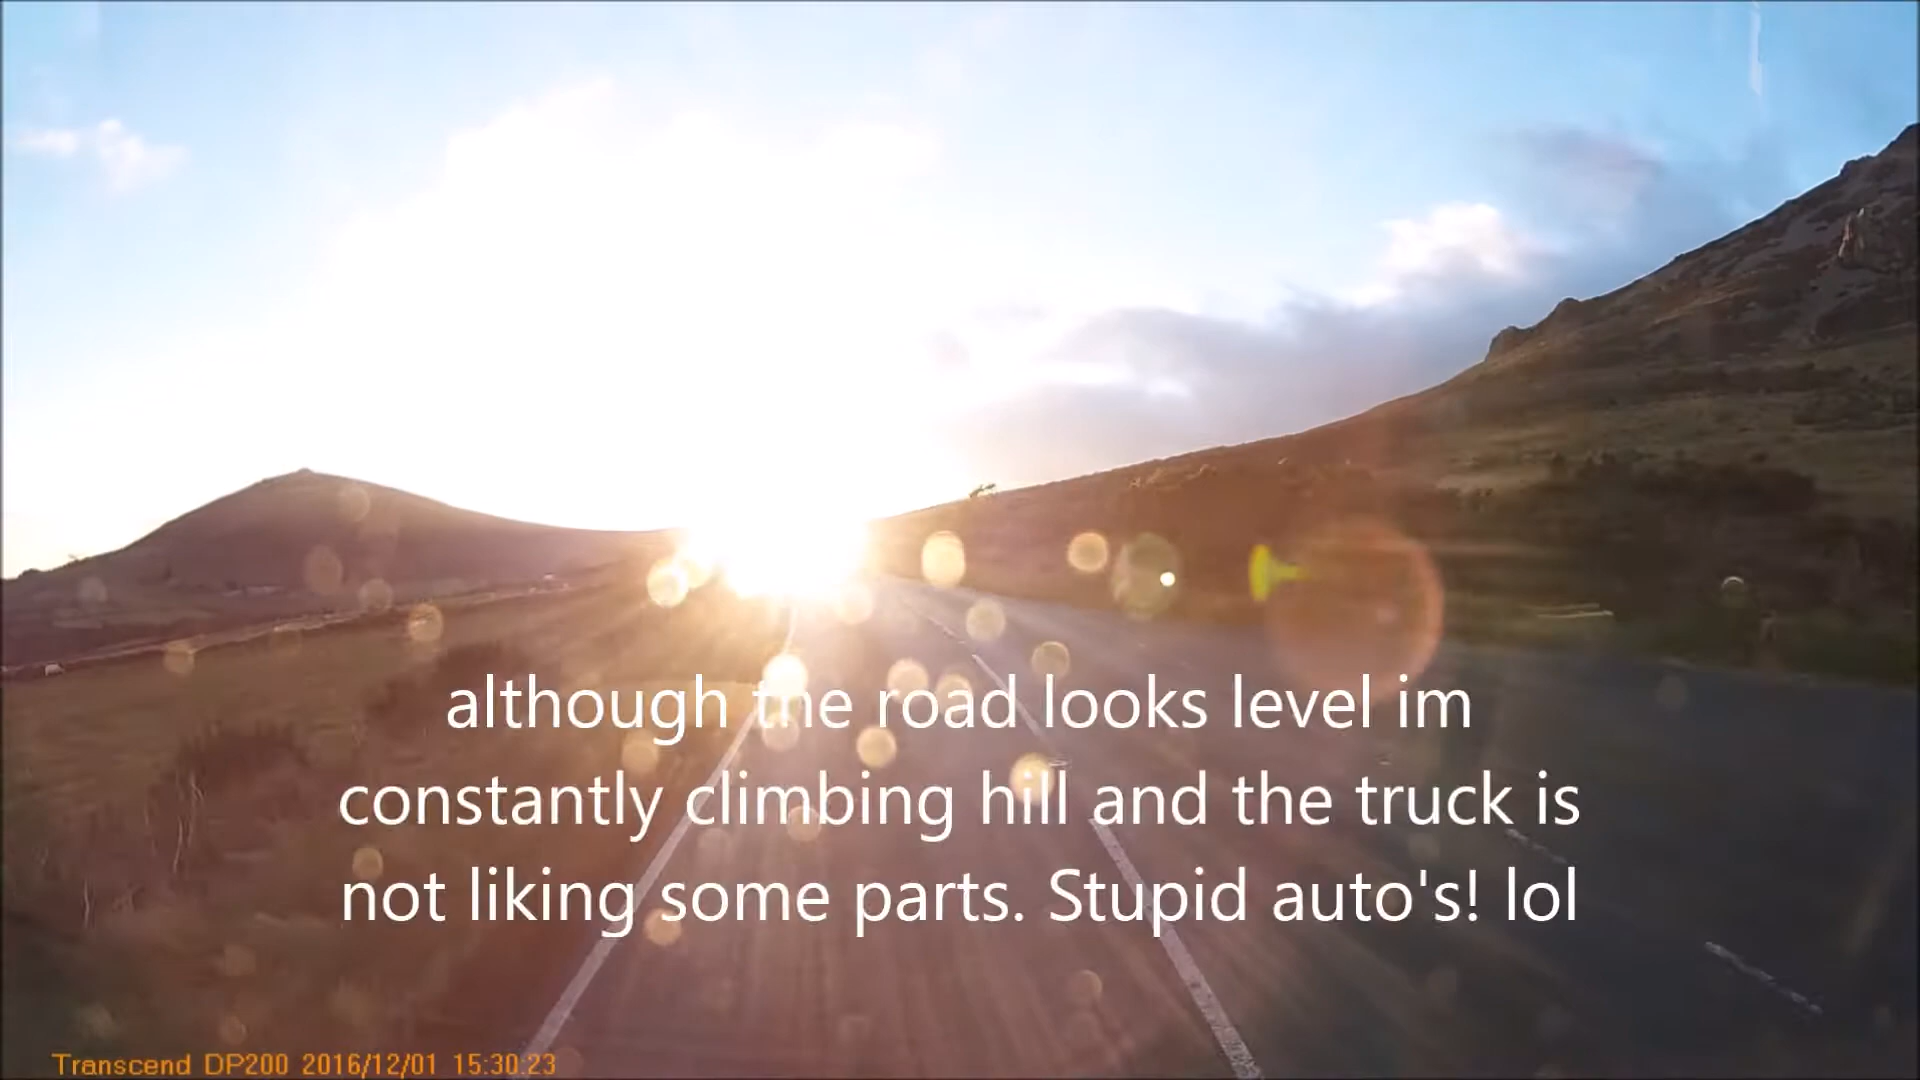 although the road looks level im
constantly climbing hill and the truck is
not liking some parts. Stupid auto's! lol
Transcend DP200 2016/12/01 15:30:23